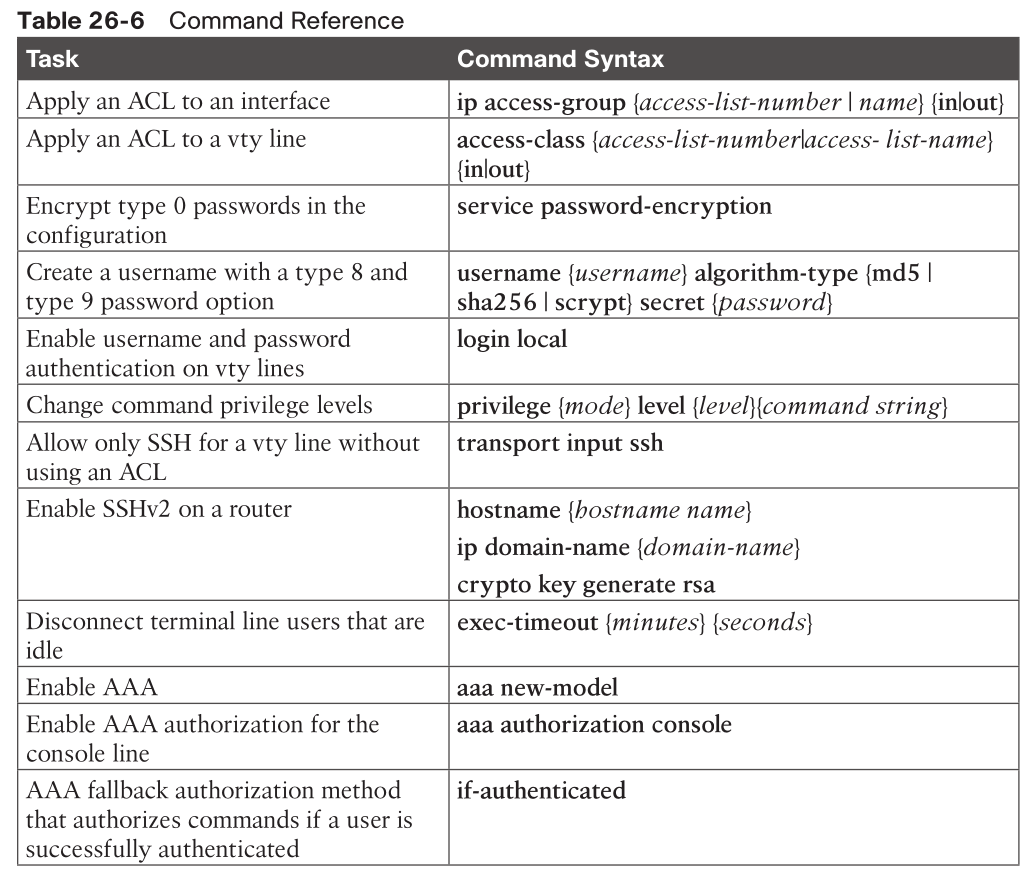 Table 26-6 Command Reference
Task Command Syntax
Apply an ACL to an interface ip access-group {access-list-number | name} {in|out}
Apply an ACL to a vty line access-class {access-list-number|access- list-name}
{in|out}
Encrypt type 0 passwords in the service password-encryption
configuration
Create a username with a type 8 and username {username} algorithm-type {md5 |
type 9 password option sha256 | scrypt} secret {password}
Enable username and password login local
authentication on vty lines
Change command privilege levels privilege {mode} level {level}{command string}
Allow only SSH for a vty line without transport input ssh
using an ACL
Enable SSHv2 on a router hostname {hostname name}
ip domain-name {domain-name}
crypto key generate rsa
Disconnect terminal line users that are exec-timeout {minutes} {seconds}
idle
Enable AAA aaa new-model
Enable AAA authorization for the aaa authorization console
console line
AAA fallback authorization method if-authenticated
that authorizes commands if a user is
successfully authenticated